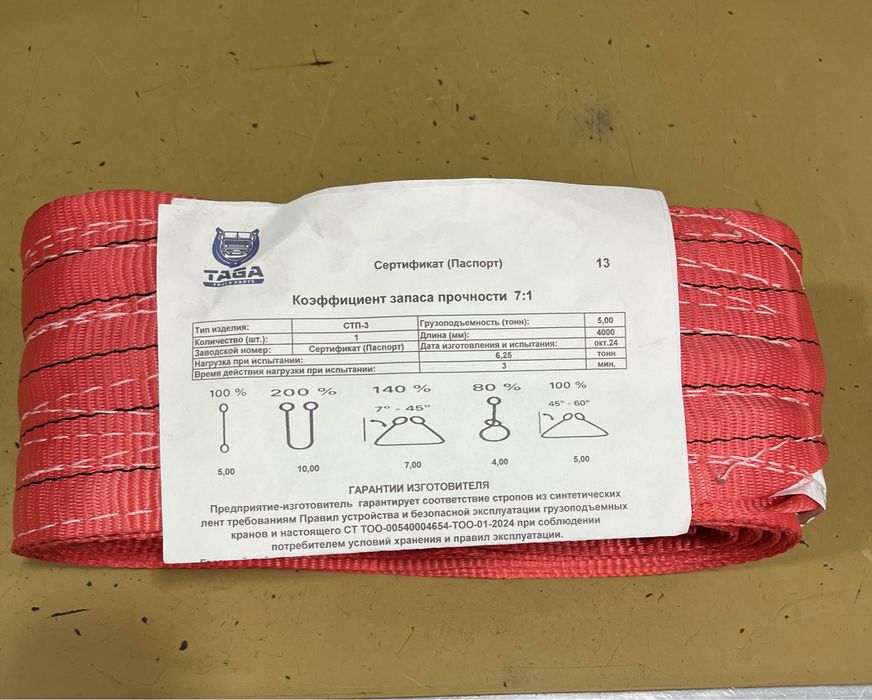 TAGA
TRUCK PARTS
Сертификат (Паспорт) 13
Коэффициент запаса прочности 7:1
Тип изделия: СТП-3 Грузоподъемность (тонн): 5,00
Количество (шт.): 1 Длина (мм): 4000
Заводской номер: Сертификат (Паспорт) Дата изготовления и испытания: окт.24
Нагрузка при испытании: 6,25 тонн
Время действия нагрузки при испытании: 3 мин.
100 % 200 % 140 % 80 % 100 %
7° - 45° 45° - 60°
5,00 10,00 7,00 4,00 5,00
ГАРАНТИИ ИЗГОТОВИТЕЛЯ
Предприятие-изготовитель гарантирует соответствие стропов из синтетических
лент требованиям Правил устройства и безопасной эксплуатации грузоподъемных
кранов и настоящего СТ ТОО-00540004654-ТОО-01-2024 при соблюдении
потребителем условий хранения и правил эксплуатации.